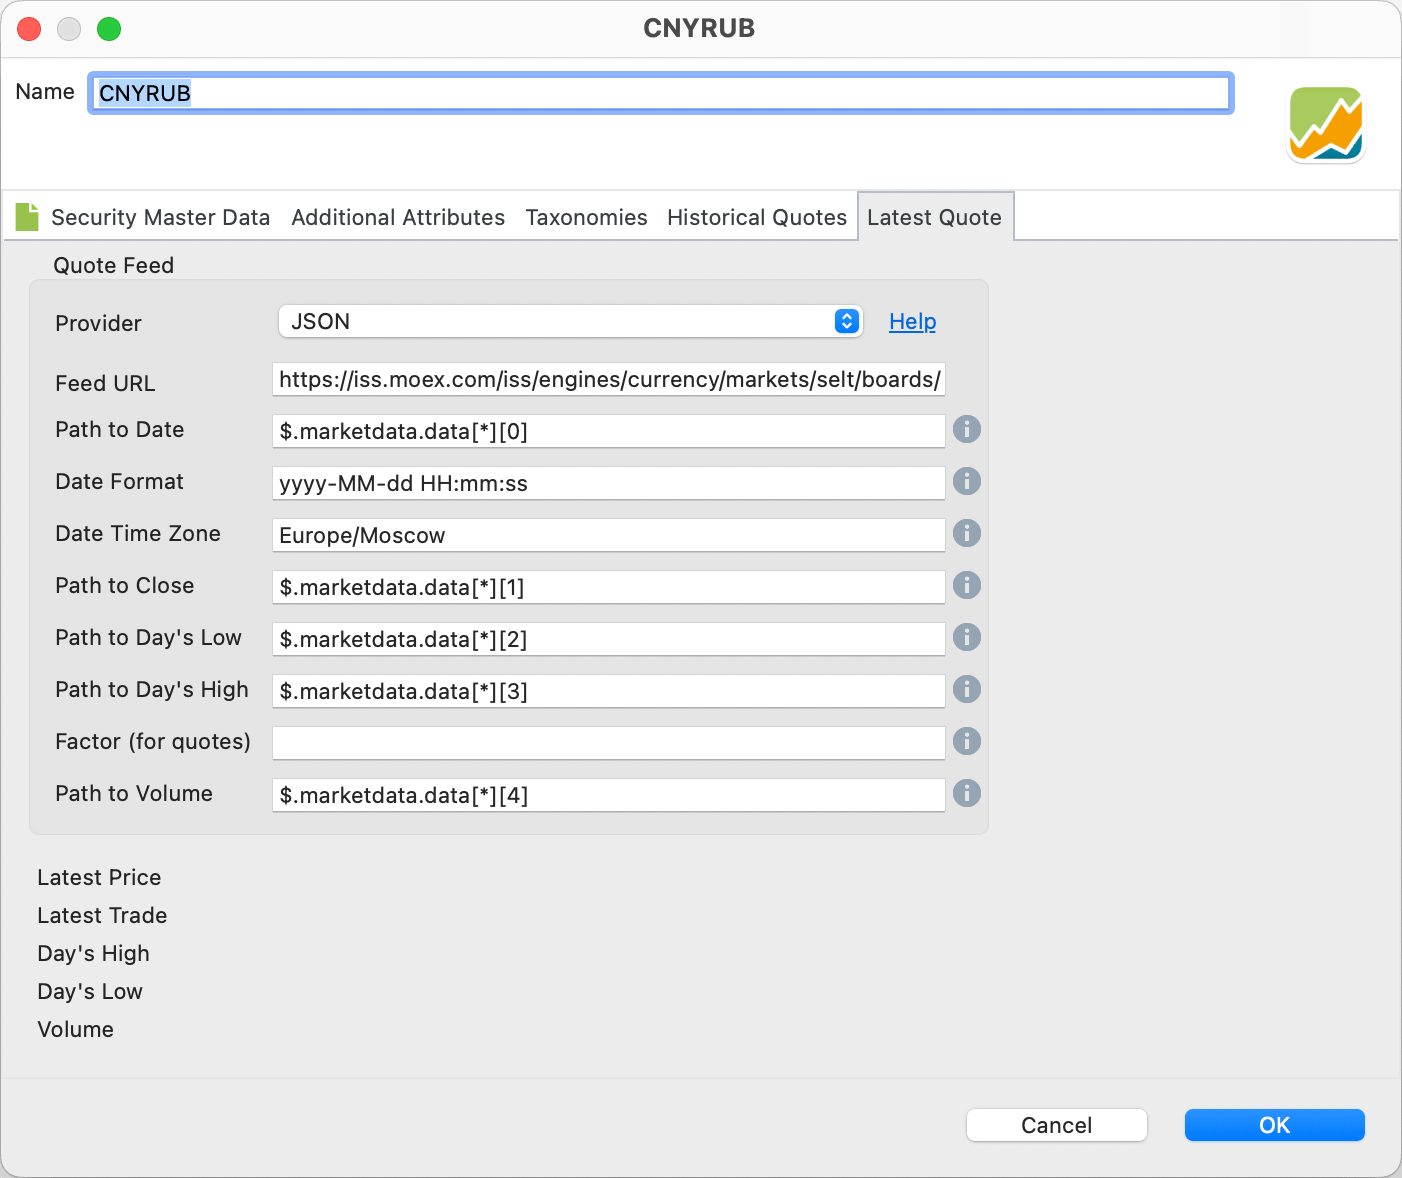 CNYRUB
Name CNYRUB
Security Master Data Additional Attributes Taxonomies Historical Quotes Latest Quote
Quote Feed
Provider JSON Help
Feed URL https://iss.moex.com/iss/engines/currency/markets/selt/boards/
Path to Date $.marketdata.data[*][0]
Date Format yyyy-MM-dd HH:mm:ss
Date Time Zone Europe/Moscow
Path to Close $.marketdata.data[*][1]
Path to Day's Low $.marketdata.data[*][2]
Path to Day's High $.marketdata.data[*][3]
Factor (for quotes)
Path to Volume $.marketdata.data[*][4]
Latest Price
Latest Trade
Day's High
Day's Low
Volume
Cancel OK